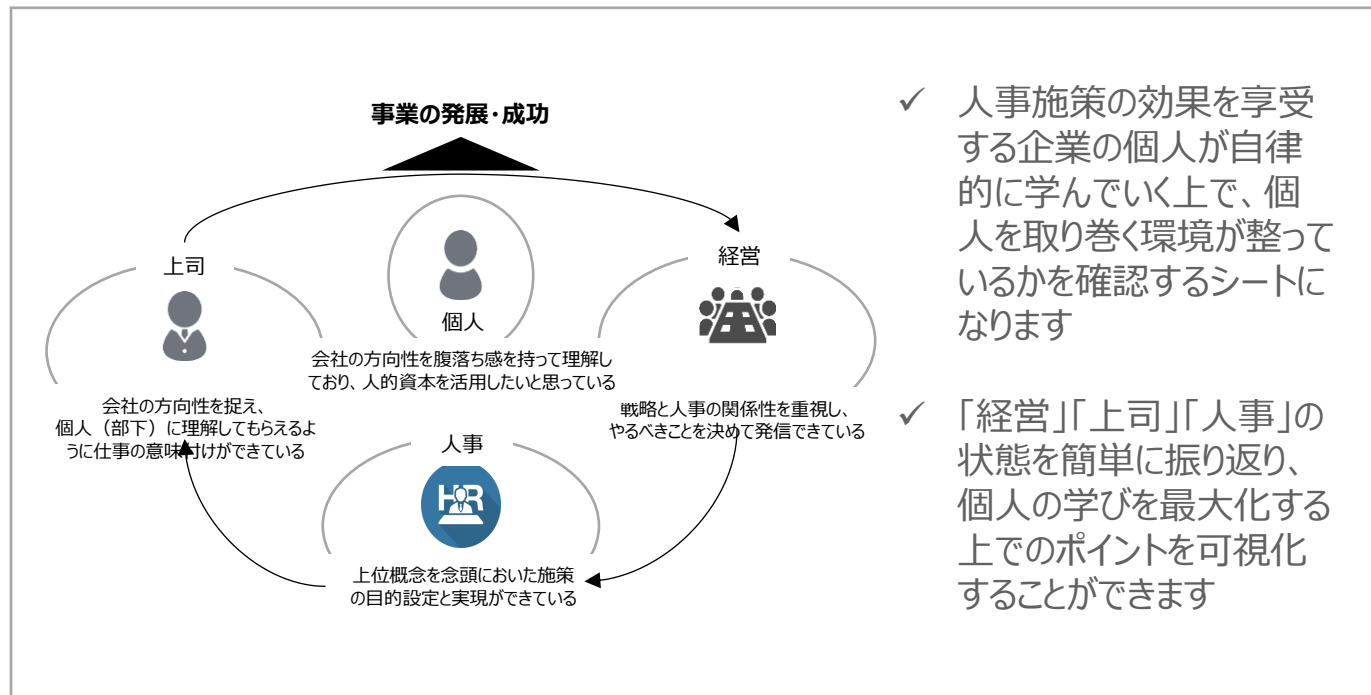 事業の発展・成功
上司
会社の方向性を捉え、
個人（部下）に理解してもらえるよ
うに仕事の意味付けができている
個人
会社の方向性を腹落ち感を持って理解し
ており、人的資本を活用したいと思っている
経営
戦略と人事の関係性を重視し、
やるべきことを決めて発信できている
人事
HR
上位概念を念頭においた施策
の目的設定と実現ができている
✓ 人事施策の効果を享受
する企業の個人が自律
的に学んでいく上で、個
人を取り巻く環境が整って
いるかを確認するシートに
なります
✓ 「経営」「上司」「人事」の
状態を簡単に振り返り、
個人の学びを最大化する
上でのポイントを可視化
することができます